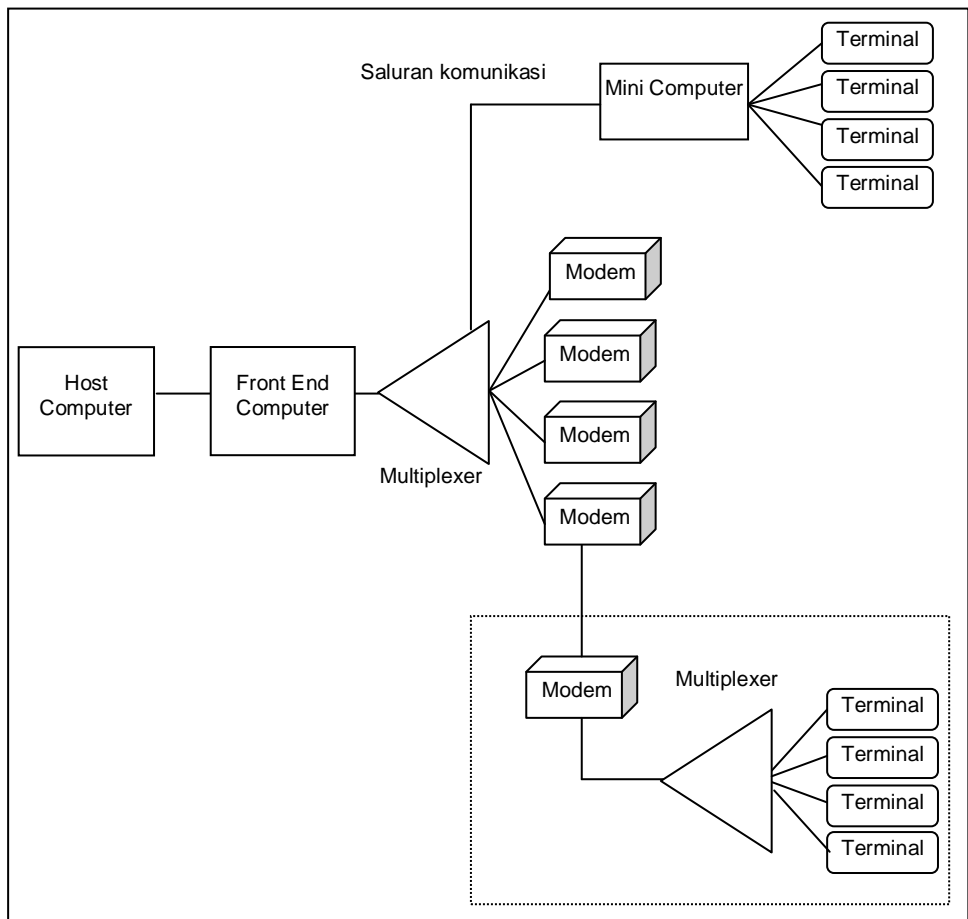 Terminal
Saluran komunikasi
Mini Computer
Terminal
Terminal
Terminal
Modem
Modem
Host
Computer
Front End
Computer
Modem
Multiplexer
Modem
Modem
Multiplexer
Terminal
Terminal
Terminal
Terminal